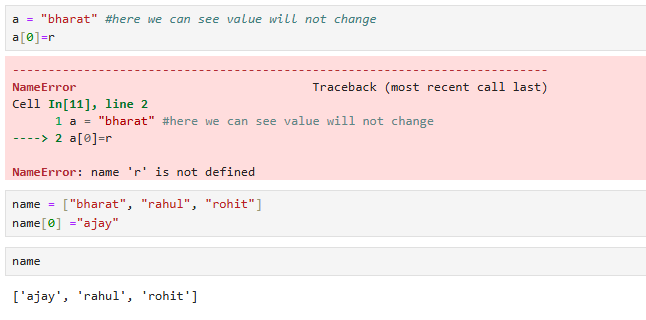 a = "bharat" #here we can see value will not change
a[0]=r
---------------------------------------------------------------------------
NameError                                 Traceback (most recent call last)
Cell In[11], line 2
      1 a = "bharat" #here we can see value will not change
----> 2 a[0]=r

NameError: name 'r' is not defined
name = ["bharat", "rahul", "rohit"]
name[0] ="ajay"
name
['ajay', 'rahul', 'rohit']